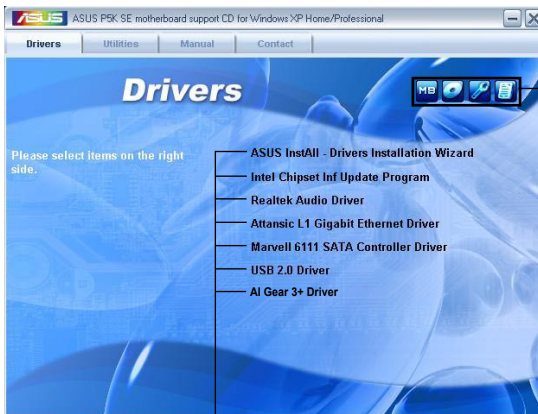 ASUS ASUS P5K SE motherboard support CD for Windows XP Home/Professional
Drivers Utilities Manual Contact
Drivers
MB
Please select items on the right
side.
ASUS InstAll - Drivers Installation Wizard
Intel Chipset Inf Update Program
Realtek Audio Driver
Attansic L1 Gigabit Ethernet Driver
Marvell 6111 SATA Controller Driver
USB 2.0 Driver
AI Gear 3+ Driver